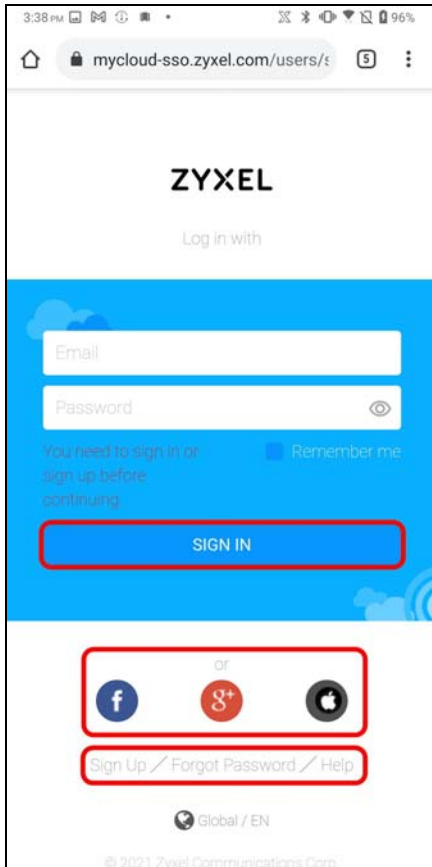 3:38 PM 96%
mycloud-sso.zyxel.com/users/s 5
ZYXEL
Log in with
Email
Password
You need to sign in or
sign up before
continuing.
Remember me
SIGN IN
or
f g+
Sign Up / Forgot Password / Help
Global / EN
© 2021 Zyxel Communications Corp.